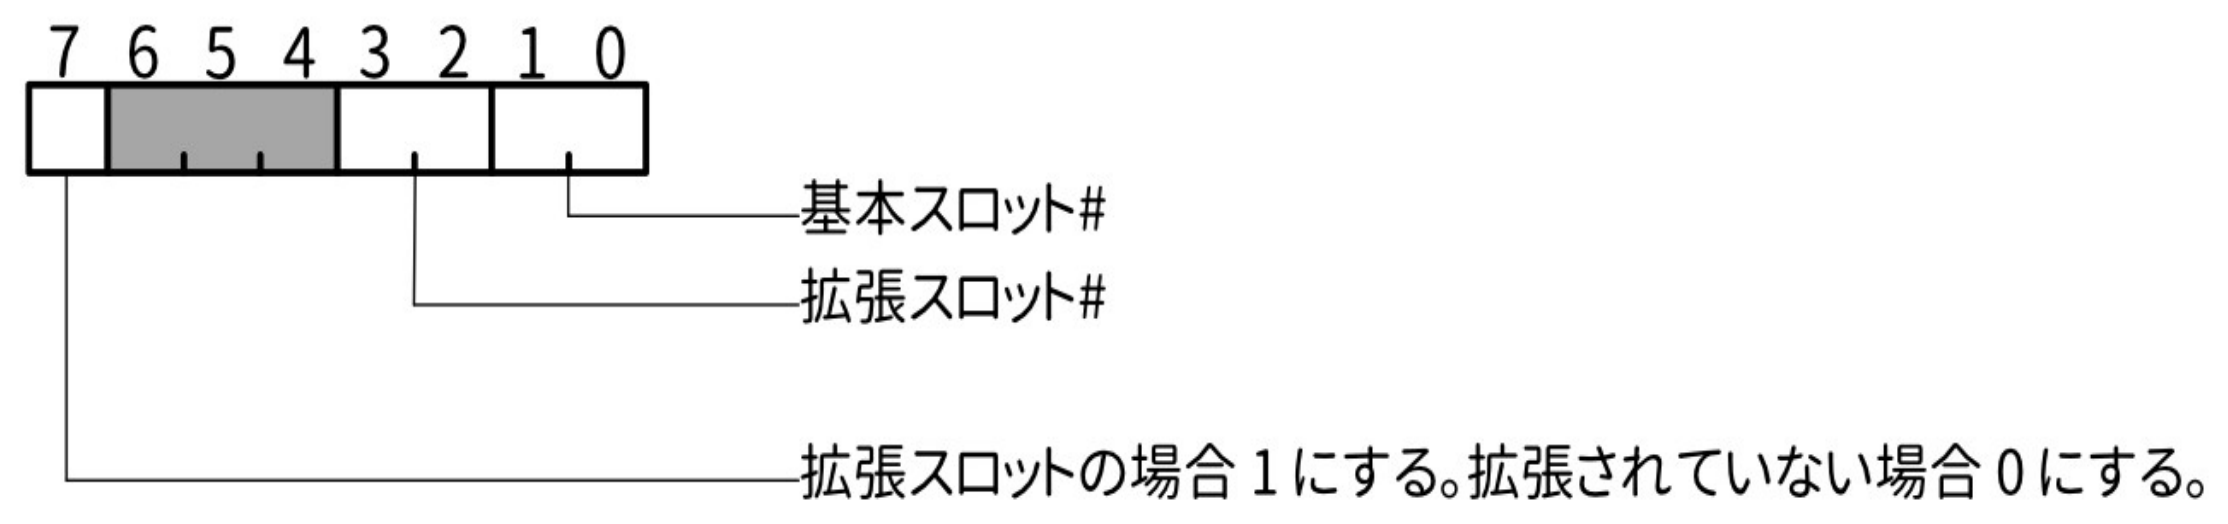 7 6 5 4 3 2 1 0
基本スロット#
拡張スロット#
拡張スロットの場合 1 にする。拡張されていない場合 0 にする。